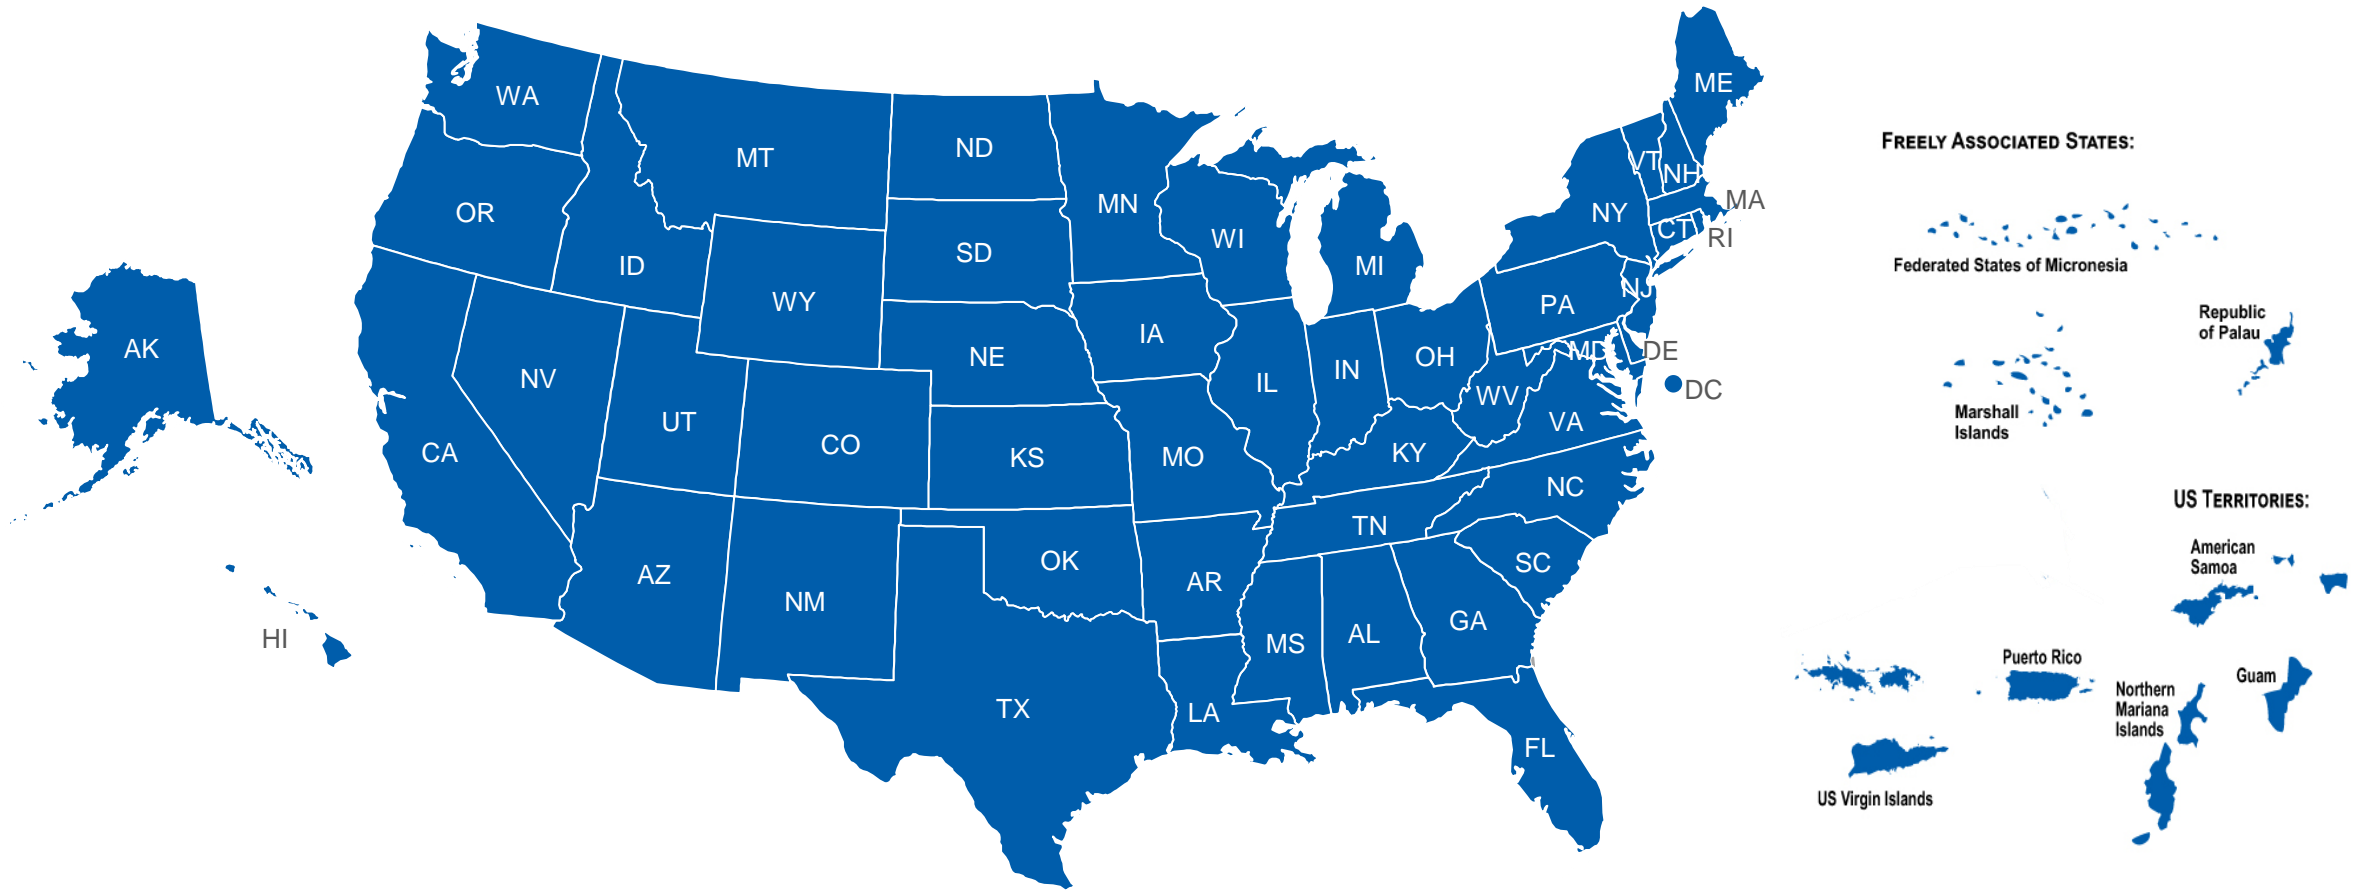 WA
MT
ND
MN
OR
ID
WY
SD
WI
MI
NY
VT
NH
ME
MA
CT
RI
AK
NV
UT
CO
NE
IA
IL
IN
OH
PA
NJ
MD
DE
DC
CA
KS
MO
KY
WV
VA
AZ
NM
OK
AR
TN
NC
SC
HI
TX
LA
MS
AL
GA
FL
FREELY ASSOCIATED STATES:
Federated States of Micronesia
Republic
of Palau
Marshall
Islands
US TERRITORIES:
American
Samoa
Puerto Rico
Guam
Northern
Mariana
Islands
US Virgin Islands